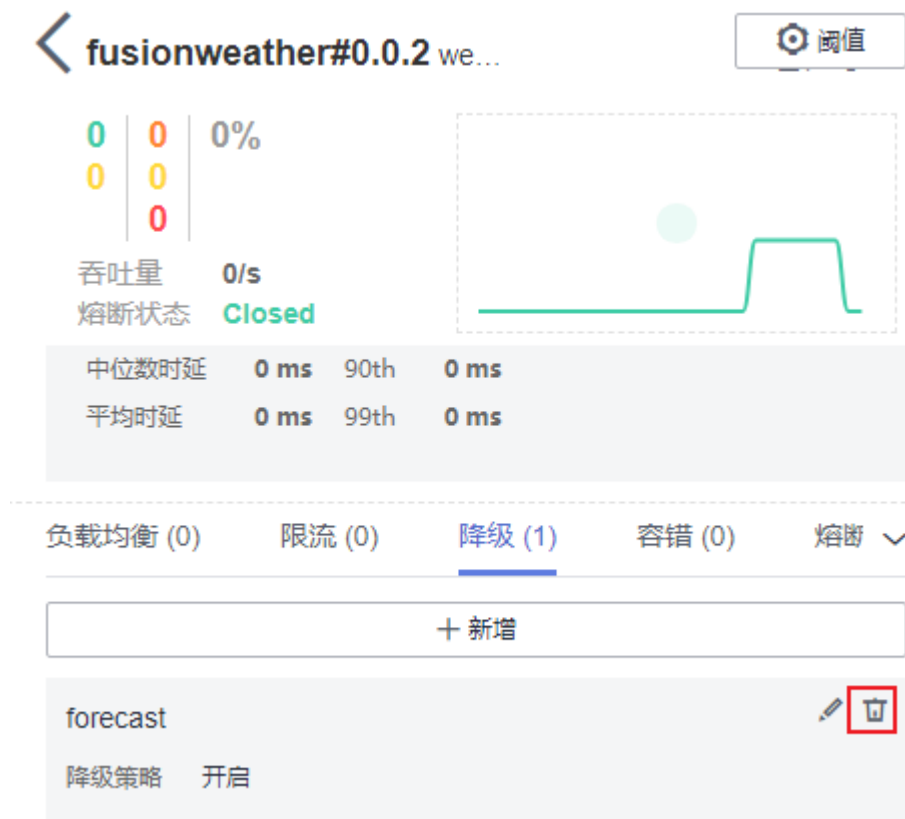 fusionweather#0.0.2 we...
阈值
0 0 0%
0 0
0
吞吐量 0/s
熔断状态 Closed
中位数时延 0 ms 90th 0 ms
平均时延 0 ms 99th 0 ms
负载均衡 (0) 限流 (0) 降级 (1) 容错 (0) 熔断
新增
forecast
降级策略 开启